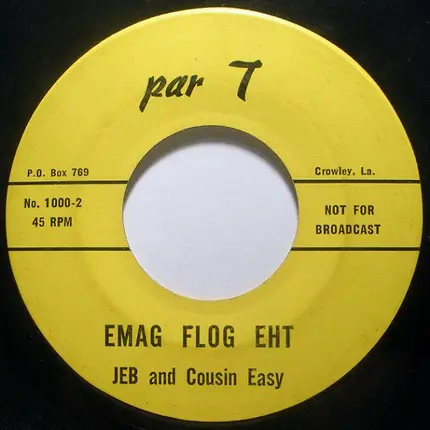 par T
P.O. Box 769
Crowley, La.
No. 1000-2
45 RPM
NOT FOR
BROADCAST
EMAG FLOG EHT
JEB and Cousin Easy